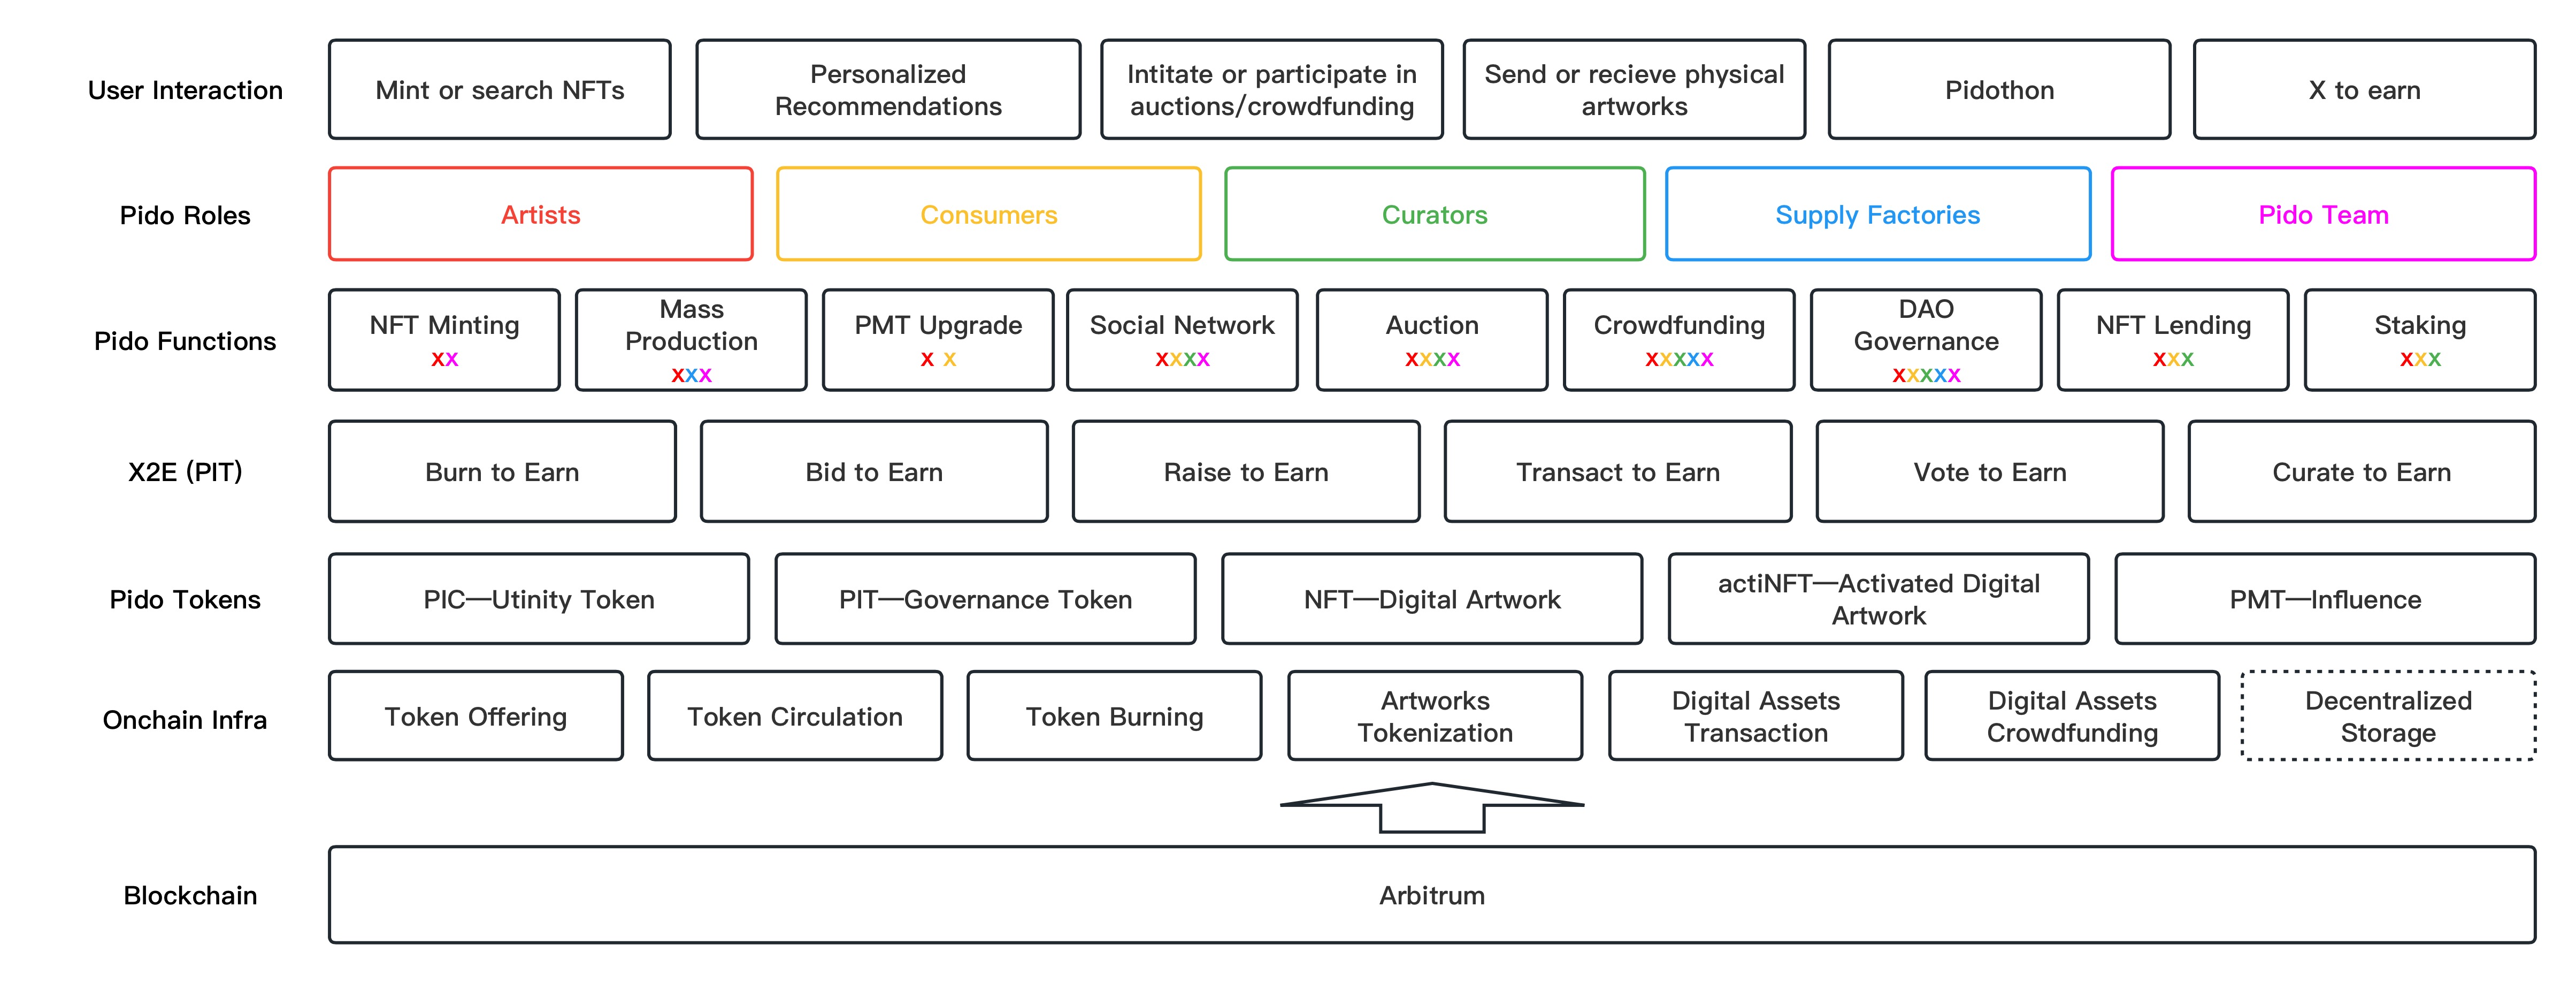 User Interaction
Mint or search NFTs
Personalized
Recommendations
Intitate or participate in
auctions/crowdfunding
Send or recieve physical
artworks
Pidothon
X to earn
Pido Roles
Artists
Consumers
Curators
Supply Factories
Pido Team
Pido Functions
NFT Minting
xx
Mass
Production
xxx
PMT Upgrade
x x
Social Network
xxxx
Auction
xxxx
Crowdfunding
xxxxx
DAO
Governance
xxxxx
NFT Lending
xxx
Staking
xxx
X2E (PIT)
Burn to Earn
Bid to Earn
Raise to Earn
Transact to Earn
Vote to Earn
Curate to Earn
Pido Tokens
PIC—Utinity Token
PIT—Governance Token
NFT—Digital Artwork
actiNFT—Activated Digital
Artwork
PMT—Influence
Onchain Infra
Token Offering
Token Circulation
Token Burning
Artworks
Tokenization
Digital Assets
Transaction
Digital Assets
Crowdfunding
Decentralized
Storage
Blockchain
Arbitrum